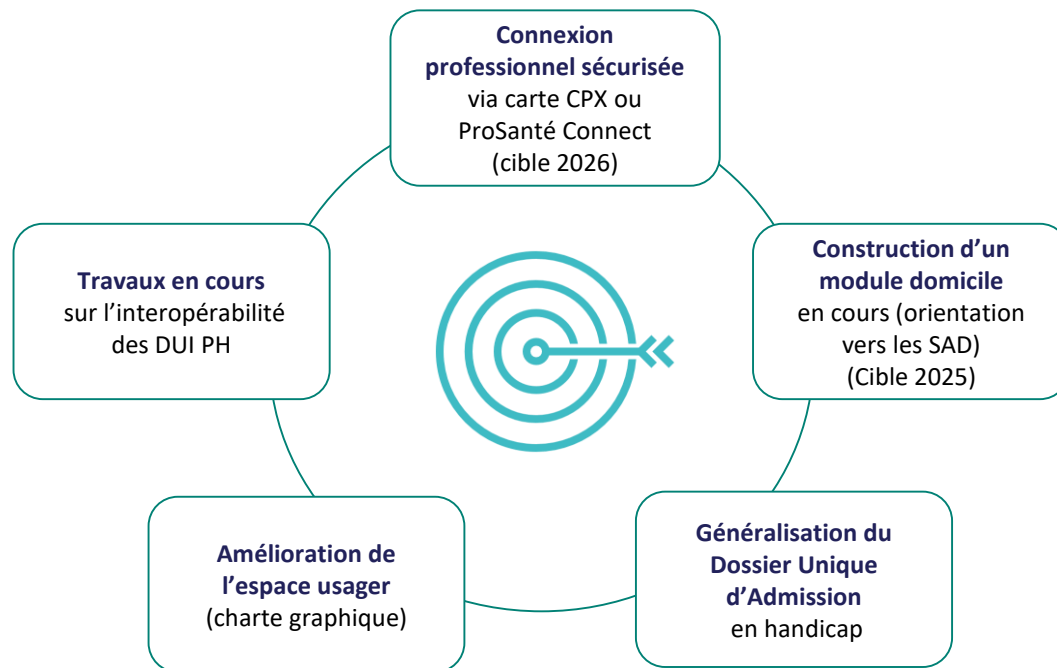 Connexion
professionnel sécurisée
via carte CPX ou
ProSanté Connect
(cible 2026)
Construction d’un
module domicile
en cours (orientation
vers les SAD)
(Cible 2025)
Généralisation du
Dossier Unique
d’Admission
en handicap
Amélioration de
l’espace usager
(charte graphique)
Travaux en cours
sur l’interopérabilité
des DUI PH